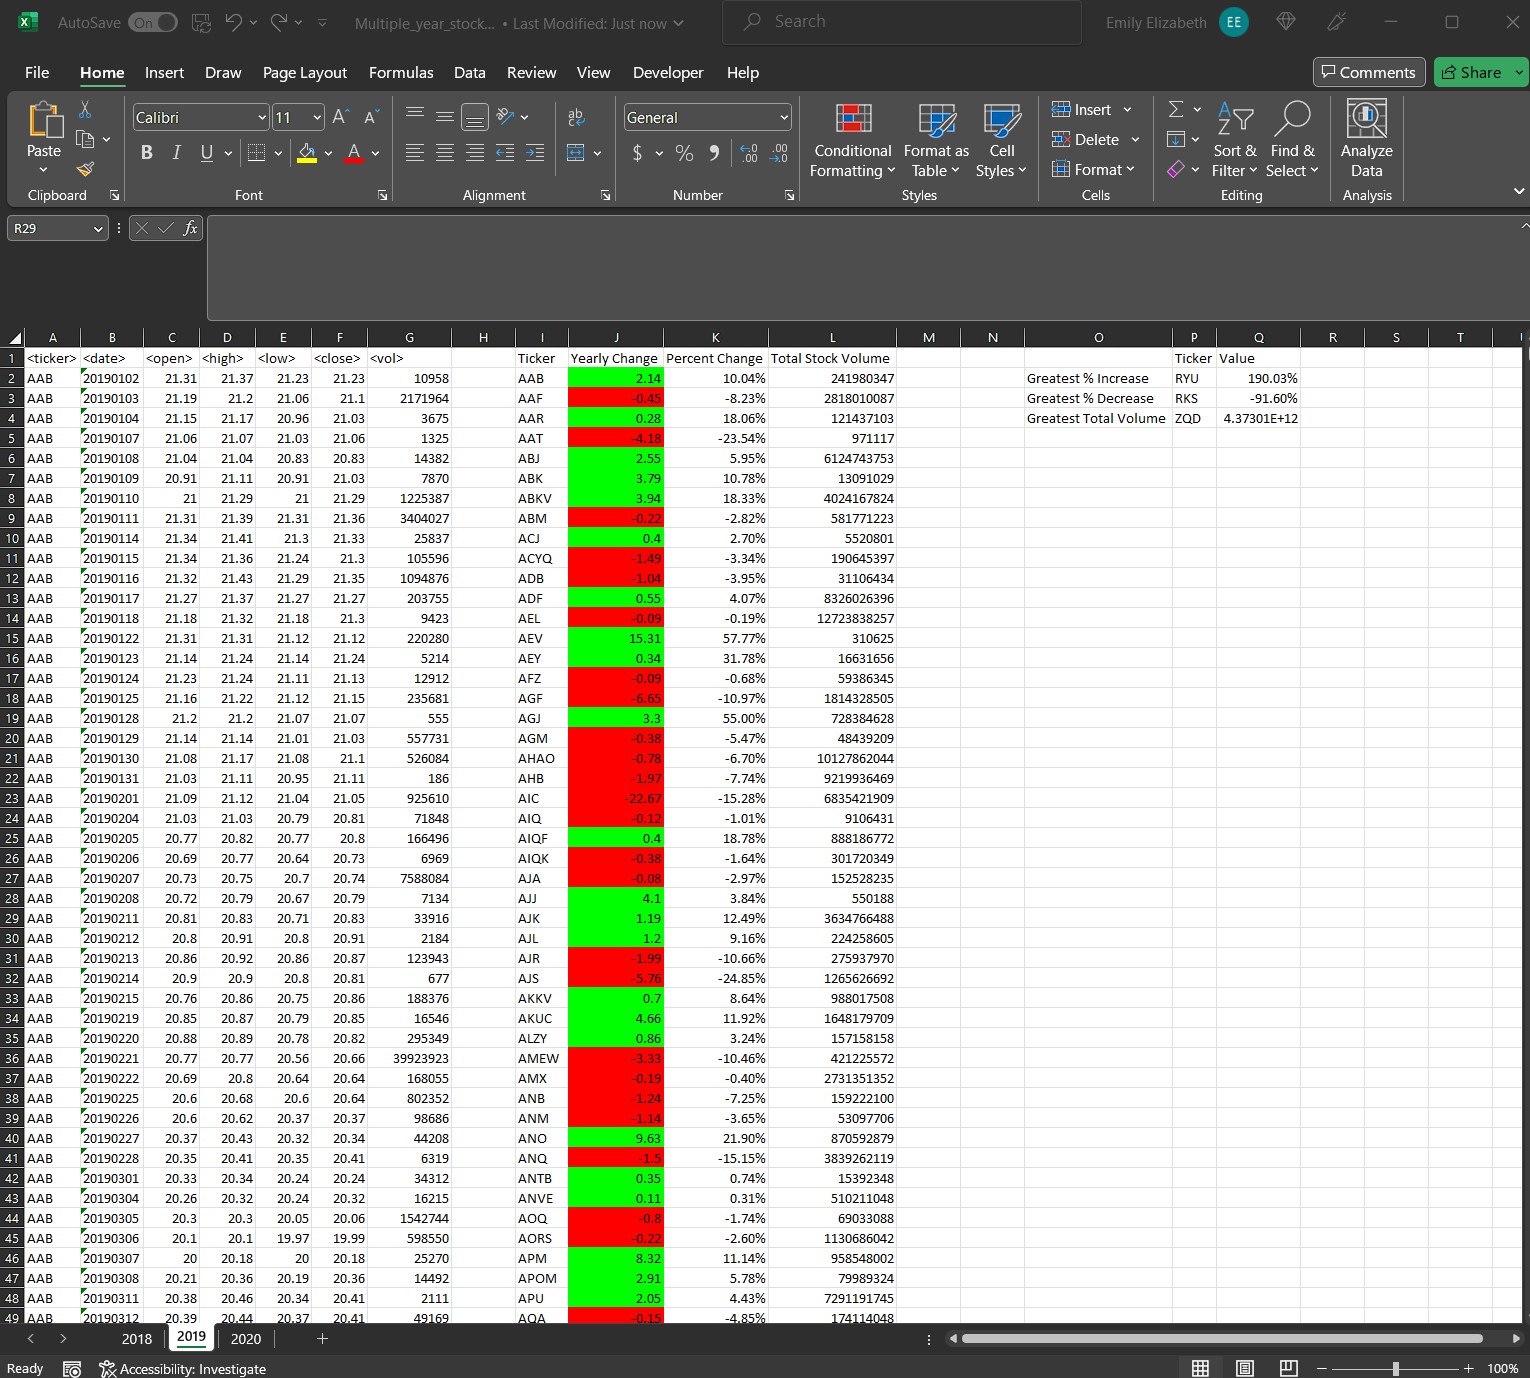 AutoSave On Multiple_year_stock... • Last Modified: Just now Search Emily Elizabeth EE
File Home Insert Draw Page Layout Formulas Data Review View Developer Help Comments Share
Paste Calibri 11 A A ab General Conditional Formatting Format as Table Cell Styles Insert Delete Format Sort & Filter Find & Select Analyze Data
B I U A $ % 9 .00 .00
Clipboard Font Alignment Number Styles Cells Editing Analysis
R29 fx
A B C D E F G H I J K L M N O P Q R S T
1 <ticker> <date> <open> <high> <low> <close> <vol> Ticker Yearly Change Percent Change Total Stock Volume Ticker Value
2 AAB 20190102 21.31 21.37 21.23 21.23 10958 AAB 2.14 10.04% 241980347 Greatest % Increase RYU 190.03%
3 AAB 20190103 21.19 21.2 21.06 21.1 2171964 AAF -0.45 -8.23% 2818010087 Greatest % Decrease RKS -91.60%
4 AAB 20190104 21.15 21.17 20.96 21.03 3675 AAR 0.28 18.06% 121437103 Greatest Total Volume ZQD 4.37301E+12
5 AAB 20190107 21.06 21.07 21.03 21.06 1325 AAT -4.18 -23.54% 971117
6 AAB 20190108 21.04 21.04 20.83 20.83 14382 ABJ 2.55 5.95% 6124743753
7 AAB 20190109 20.91 21.11 20.91 21.03 7870 ABK 3.79 10.78% 13091029
8 AAB 20190110 21 21.29 21 21.29 1225387 ABKV 3.94 18.33% 4024167824
9 AAB 20190111 21.31 21.39 21.31 21.36 3404027 ABM -0.22 -2.82% 581771223
10 AAB 20190114 21.34 21.41 21.3 21.33 25837 ACJ 0.4 2.70% 5520801
11 AAB 20190115 21.34 21.36 21.24 21.3 105596 ACYQ -1.49 -3.34% 190645397
12 AAB 20190116 21.32 21.43 21.29 21.35 1094876 ADB -1.04 -3.95% 31106434
13 AAB 20190117 21.27 21.37 21.27 21.27 203755 ADF 0.55 4.07% 8326026396
14 AAB 20190118 21.18 21.32 21.18 21.3 9423 AEL -0.09 -0.19% 12723838257
15 AAB 20190122 21.31 21.31 21.12 21.12 220280 AEV 15.31 57.77% 310625
16 AAB 20190123 21.14 21.24 21.14 21.24 5214 AEY 0.34 31.78% 16631656
17 AAB 20190124 21.23 21.24 21.11 21.13 12912 AFZ -0.09 -0.68% 59386345
18 AAB 20190125 21.16 21.22 21.12 21.15 235681 AGF -6.65 -10.97% 1814328505
19 AAB 20190128 21.2 21.2 21.07 21.07 555 AGJ 3.3 55.00% 728384628
20 AAB 20190129 21.14 21.14 21.01 21.03 557731 AGM -0.38 -5.47% 48439209
21 AAB 20190130 21.08 21.17 21.08 21.1 526084 AHAO -0.78 -6.70% 10127862044
22 AAB 20190131 21.03 21.11 20.95 21.11 186 AHB -1.97 -7.74% 9219936469
23 AAB 20190201 21.09 21.12 21.04 21.05 925610 AIC -22.67 -15.28% 6835421909
24 AAB 20190204 21.03 21.03 20.79 20.81 71848 AIQ -0.12 -1.01% 9106431
25 AAB 20190205 20.77 20.82 20.77 20.8 166496 AIQF 0.4 18.78% 888186772
26 AAB 20190206 20.69 20.77 20.64 20.73 6969 AIQK -0.38 -1.64% 301720349
27 AAB 20190207 20.73 20.75 20.7 20.74 7588084 AJA -0.08 -2.97% 152528235
28 AAB 20190208 20.72 20.79 20.67 20.79 7134 AJJ 4.1 3.84% 550188
29 AAB 20190211 20.81 20.83 20.71 20.83 33916 AJK 1.19 12.49% 3634766488
30 AAB 20190212 20.8 20.91 20.8 20.91 2184 AJL 1.2 9.16% 224258605
31 AAB 20190213 20.86 20.92 20.86 20.87 123943 AJR -1.99 -10.66% 275937970
32 AAB 20190214 20.9 20.9 20.8 20.81 677 AJS -5.76 -24.85% 1265626692
33 AAB 20190215 20.76 20.86 20.75 20.86 188376 AKKV 0.7 8.64% 988017508
34 AAB 20190219 20.85 20.87 20.79 20.85 16546 AKUC 4.66 11.92% 1648179709
35 AAB 20190220 20.88 20.89 20.78 20.82 295349 ALZY 0.86 3.24% 157158158
36 AAB 20190221 20.77 20.77 20.56 20.66 39923923 AMEW -3.33 -10.46% 421225572
37 AAB 20190222 20.69 20.8 20.64 20.64 168055 AMX -0.19 -0.40% 2731351352
38 AAB 20190225 20.6 20.68 20.6 20.64 802352 ANB -1.24 -7.25% 159222100
39 AAB 20190226 20.6 20.62 20.37 20.37 98686 ANM -1.14 -3.65% 53097706
40 AAB 20190227 20.37 20.43 20.32 20.34 44208 ANO 9.63 21.90% 870592879
41 AAB 20190228 20.35 20.41 20.35 20.41 6319 ANQ -1.5 -15.15% 3839262119
42 AAB 20190301 20.33 20.34 20.24 20.24 34312 ANTB 0.35 0.74% 15392348
43 AAB 20190304 20.26 20.32 20.24 20.32 16215 ANVE 0.11 0.31% 510211048
44 AAB 20190305 20.3 20.3 20.05 20.06 1542744 AOQ -0.8 -1.74% 69033088
45 AAB 20190306 20.1 20.1 19.97 19.99 598550 AORS -0.22 -2.60% 1130686042
46 AAB 20190307 20 20.18 20 20.18 25270 APM 8.32 11.14% 958548002
47 AAB 20190308 20.21 20.36 20.19 20.36 14492 APOM 2.91 5.78% 79989324
48 AAB 20190311 20.38 20.46 20.34 20.41 2111 APU 2.05 4.43% 7291191745
49 AAB 20190312 20.39 20.44 20.37 20.41 49169 AQA -0.15 -4.85% 174114048
2018 2019 2020
Ready Accessibility: Investigate 100%